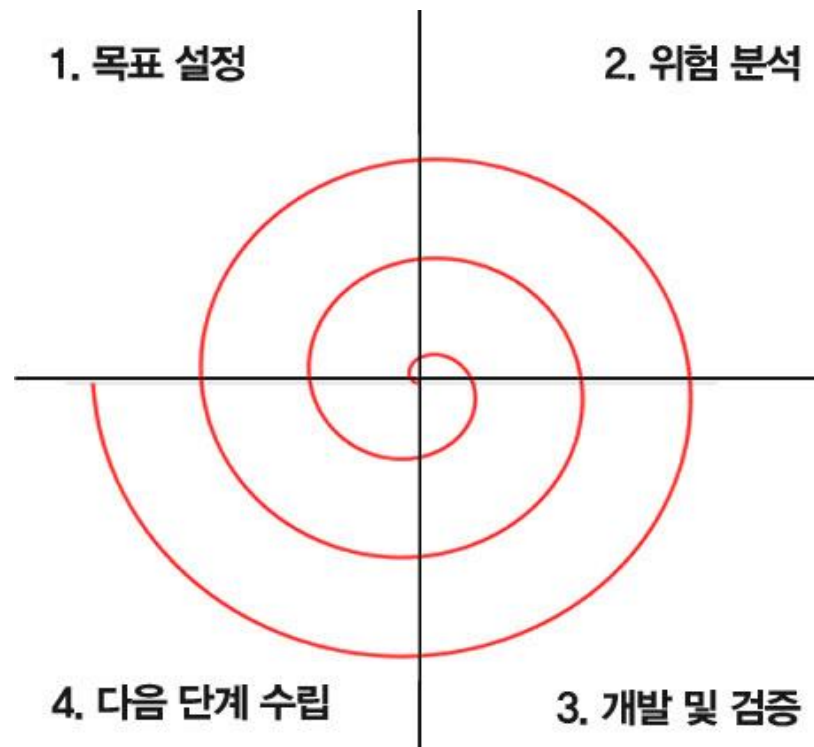 1. 목표 설정
2. 위험 분석
4. 다음 단계 수립
3. 개발 및 검증